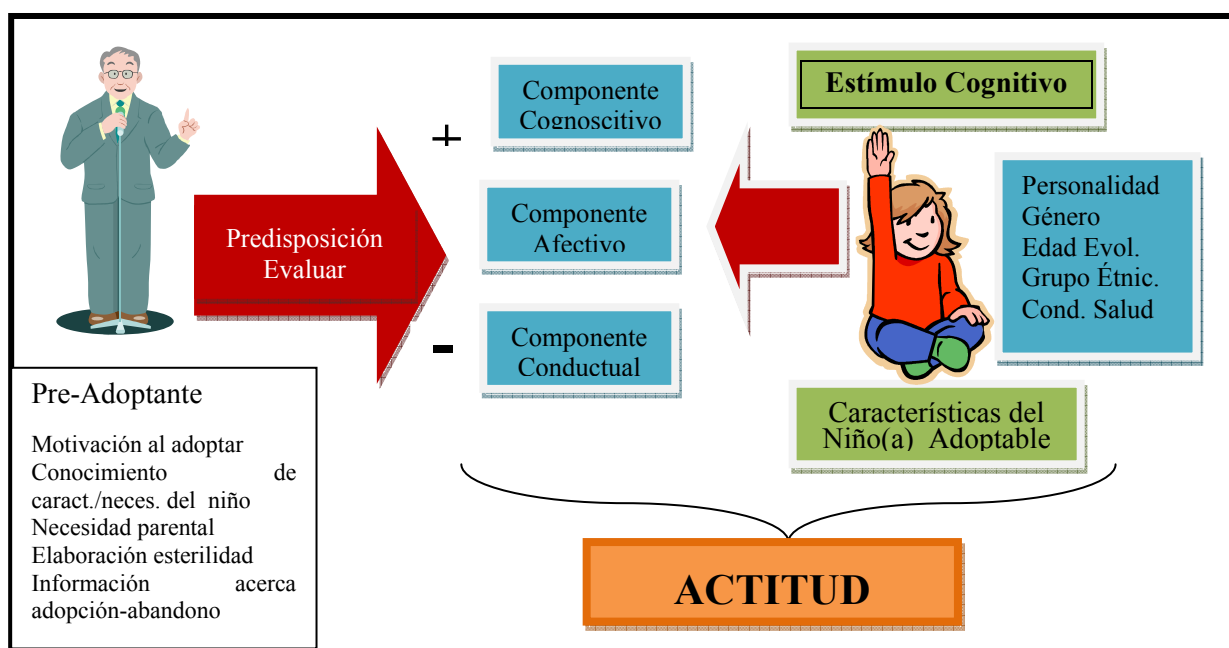 Pre-Adoptante
Motivación al adoptar
Conocimiento de
caract./neces. del niño
Necesidad parental
Elaboración esterilidad
Información acerca
adopción-abandono
Predisposición
Evaluar
+
-
Componente
Cognoscitivo
Componente
Afectivo
Componente
Conductual
Estímulo Cognitivo
Personalidad
Género
Edad Evol.
Grupo Étnic.
Cond. Salud
Características del
Niño(a) Adoptable
ACTITUD